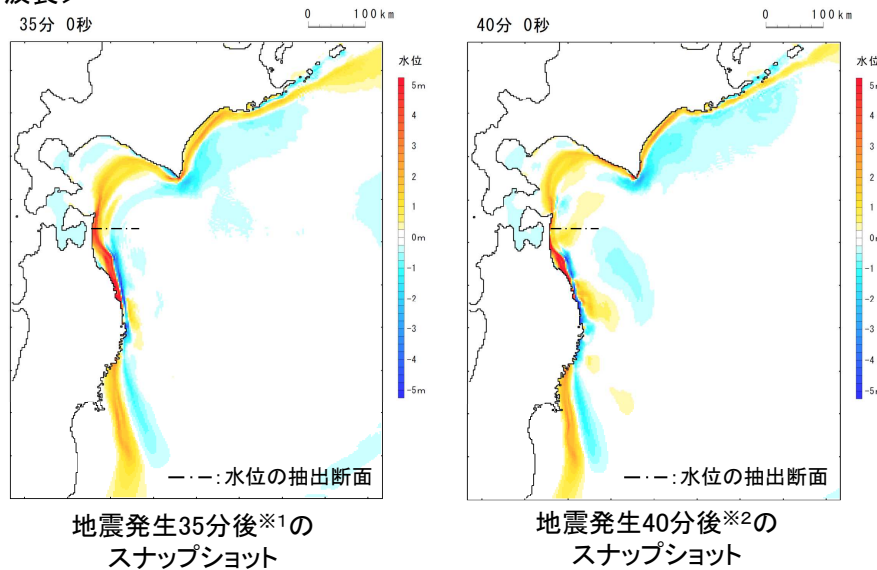 35分 0秒
0 100km
水位
5m
4
3
2
1
0m
-1
-2
-3
-4
-5m
—・—:水位の抽出断面
地震発生35分後※1の
スナップショット
40分 0秒
0 100km
水位
5m
4
3
2
1
0m
-1
-2
-3
-4
-5m
—・—:水位の抽出断面
地震発生40分後※2の
スナップショット